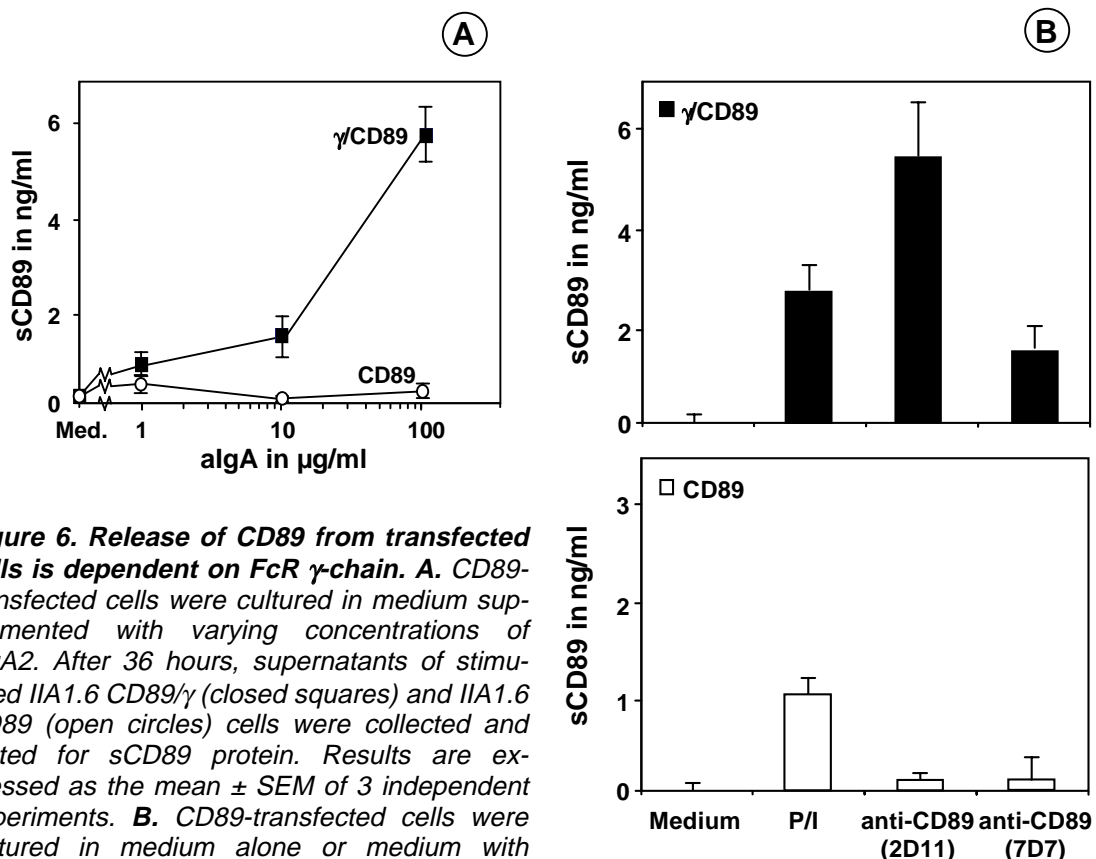 A
B
6
4
2
0
sCD89 in ng/ml
γ/CD89
CD89
Med. 1 10 100
aIgA in µg/ml
γ/CD89
6
4
2
0
sCD89 in ng/ml
CD89
3
2
1
0
sCD89 in ng/ml
Medium P/I anti-CD89 anti-CD89
(2D11) (7D7)
gure 6. Release of CD89 from transfected
lls is dependent on FcR γ-chain. A. CD89-
nsfected cells were cultured in medium sup-
mented with varying concentrations of
A2. After 36 hours, supernatants of stimu-
ed IIA1.6 CD89/γ (closed squares) and IIA1.6
89 (open circles) cells were collected and
ted for sCD89 protein. Results are ex-
essed as the mean ± SEM of 3 independent
periments. B. CD89-transfected cells were
tured in medium alone or medium with